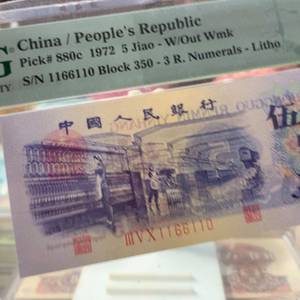 China / People's Republic
Pick# 880c 1972 5 Jiao - W/Out Wmk
S/N 1166110 Block 350 - 3 R. Numerals - Litho
中國人民銀行
伍
ⅢⅤⅩ1166110